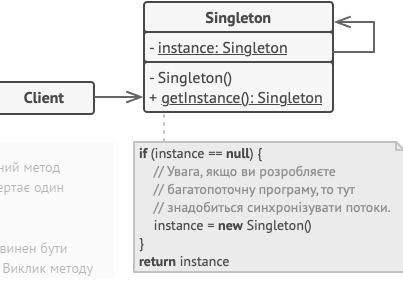 Singleton
- instance: Singleton
- Singleton()
+ getInstance(): Singleton
Client
ний метод
ертає один
винен бути
Виклик методу
if (instance == null) {
// Увага, якщо ви розробляєте
// багатопоточну програму, то тут
// знадобиться синхронізувати потоки.
instance = new Singleton()
}
return instance